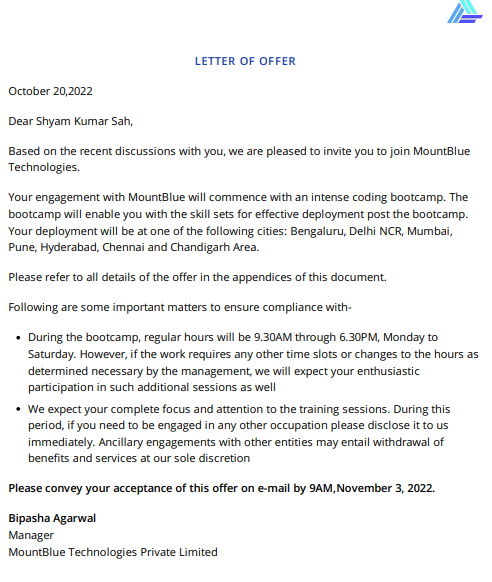 LETTER OF OFFER
October 20,2022
Dear Shyam Kumar Sah,
Based on the recent discussions with you, we are pleased to invite you to join MountBlue
Technologies.
Your engagement with MountBlue will commence with an intense coding bootcamp. The
bootcamp will enable you with the skill sets for effective deployment post the bootcamp.
Your deployment will be at one of the following cities: Bengaluru, Delhi NCR, Mumbai,
Pune, Hyderabad, Chennai and Chandigarh Area.
Please refer to all details of the offer in the appendices of this document.
Following are some important matters to ensure compliance with-
• During the bootcamp, regular hours will be 9.30AM through 6.30PM, Monday to
Saturday. However, if the work requires any other time slots or changes to the hours as
determined necessary by the management, we will expect your enthusiastic
participation in such additional sessions as well
• We expect your complete focus and attention to the training sessions. During this
period, if you need to be engaged in any other occupation please disclose it to us
immediately. Ancillary engagements with other entities may entail withdrawal of
benefits and services at our sole discretion
Please convey your acceptance of this offer on e-mail by 9AM,November 3, 2022.
Bipasha Agarwal
Manager
MountBlue Technologies Private Limited